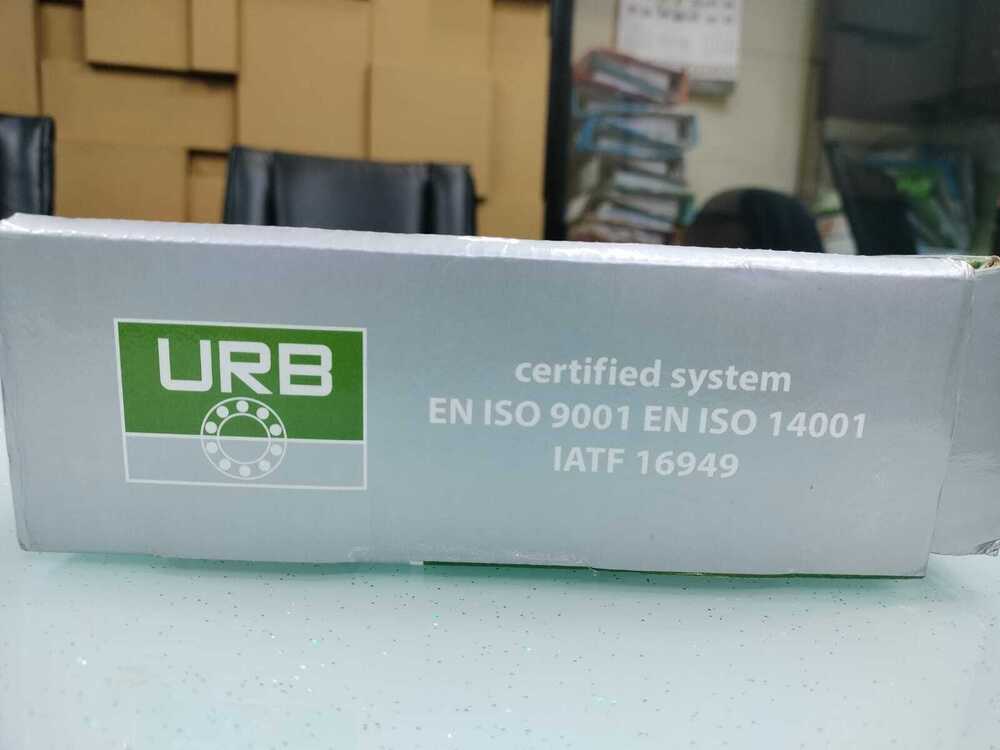 URB
certified system
EN ISO 9001 EN ISO 14001
IATF 16949